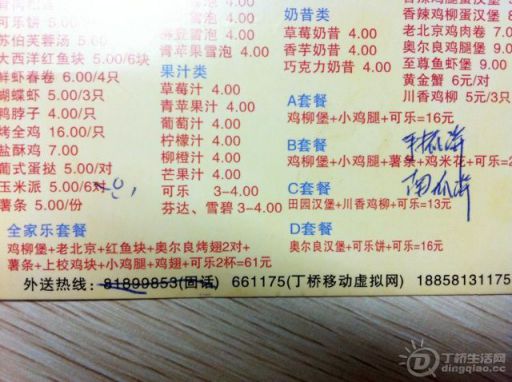 可乐饼 5.00
苏伯芙蓉汤 5.00
大西洋红鱼块 5.00/6块
鲜虾春卷 4.00/只
蝴蝶虾 5.00/3只
鸭脖子 4.00/只
烤全鸡 16.00/只
盐酥鸡 7.00
葡式蛋挞 5.00/对
玉米派 5.00/6
薯条 5.00/份
雪泡 4.00
青苹果雪泡 4.00
果汁类
草莓汁 4.00
青苹果汁 4.00
葡萄汁 4.00
柠檬汁 4.00
柳橙汁 4.00
芒果汁 4.00
可乐 3-4.00
芬达、雪碧 3-4.00
奶昔类
草莓奶昔 4.00
香芋奶昔 4.00
巧克力奶昔 4.00
香辣鸡柳蛋汉堡
老北京鸡肉卷 7.
奥尔良鸡腿汉堡
至尊鱼虾堡 7.
黄金蟹 6元/对
川香鸡柳 5元/3只
A套餐
鸡柳堡+小鸡腿+可乐=16元
B套餐
鸡柳堡+小鸡腿+薯条+鸡米花+可乐=2
C套餐
田园汉堡+川香鸡柳+可乐=13元
D套餐
奥尔良汉堡+可乐饼+可乐=16元
全家乐套餐
鸡柳堡+老北京+红鱼块+奥尔良烤翅2对+
薯条+上校鸡块+小鸡腿+鸡翅+可乐2杯=61元
外送热线:81899853(固话) 661175(丁桥移动虚拟网) 18858131175
丁桥生活网
dingqiao.cc